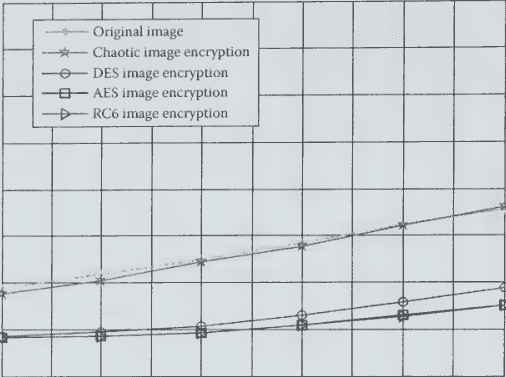 Original image
Chaotic image encryption
DES image encryption
AES image encryption
RC6 image encryption